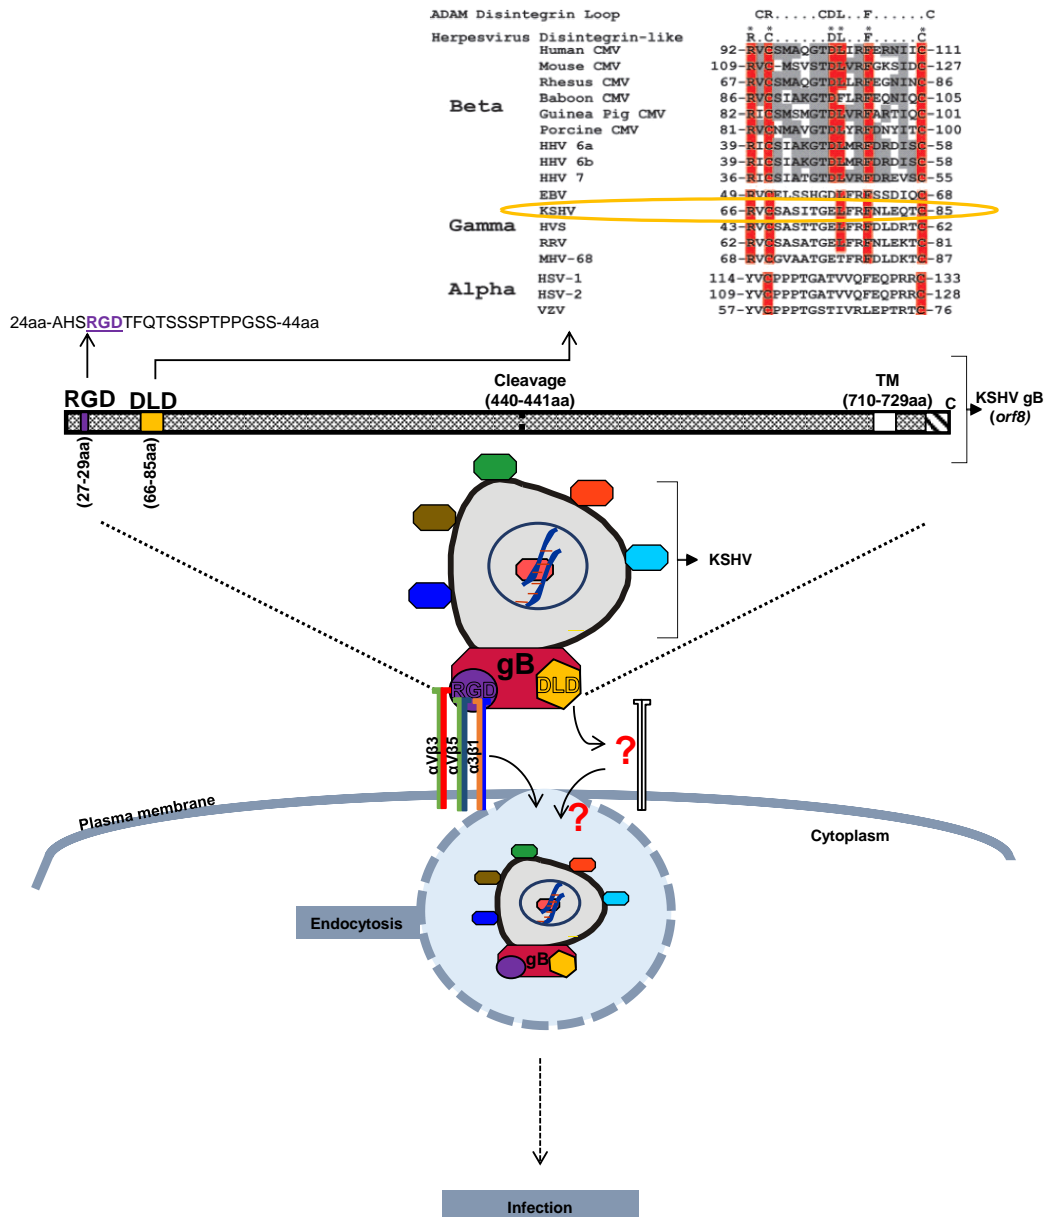 ADAM Disintegrin Loop CR.....CDL..F......C
* * ** * *
Herpesvirus Disintegrin-like R.C.......DL..F......C
Human CMV 92-RVCSMAQGTDLIRFERNIIC-111
Mouse CMV 109-RVC-MSVSTDLVRFGKSIDC-127
Rhesus CMV 67-RVCSMAQGTDLLRFEGNINC-86
Beta
Baboon CMV 86-RVCSIAKGTDFLRFEQNIQC-105
Guinea Pig CMV 82-RICSMSMGTDLVRFARTIQC-101
Porcine CMV 81-RVCNMAVGTDLYRFDNYITC-100
HHV 6a 39-RICSIAKGTDLMRFDRDISC-58
HHV 6b 39-RICSIAKGTDLMRFDRDISC-58
HHV 7 36-RICSIATGTDLVRFDREVSC-55
EBV 49-RVCELSSHGDLFRFSSDIQC-68
KSHV 66-RVCSASITGELFRFNLEQTC-85
Gamma
HVS 43-RVCSASTTGELFRFDLDRTC-62
RRV 62-RVCSASATGELFRFNLEKTC-81
MHV-68 68-RVCGVAATGETFRFDLDKTC-87
HSV-1 114-YVCPPPTGATVVQFEQPRRC-133
Alpha
HSV-2 109-YVCPPPTGATVVQFEQPRRC-128
VZV 57-YVCPPPTGSTIVRLEPTRTC-76
24aa-AHSRGDTFQTSSSPTPPGSS-44aa
RGD
DLD
Cleavage
(440-441aa)
TM
(710-729aa)
C
KSHV gB
(orf8)
(27-29aa)
(66-85aa)
KSHV
gB
RGD
DLD
αVβ3
αVβ5
α3β1
?
?
Plasma membrane
Cytoplasm
Endocytosis
gB
Infection